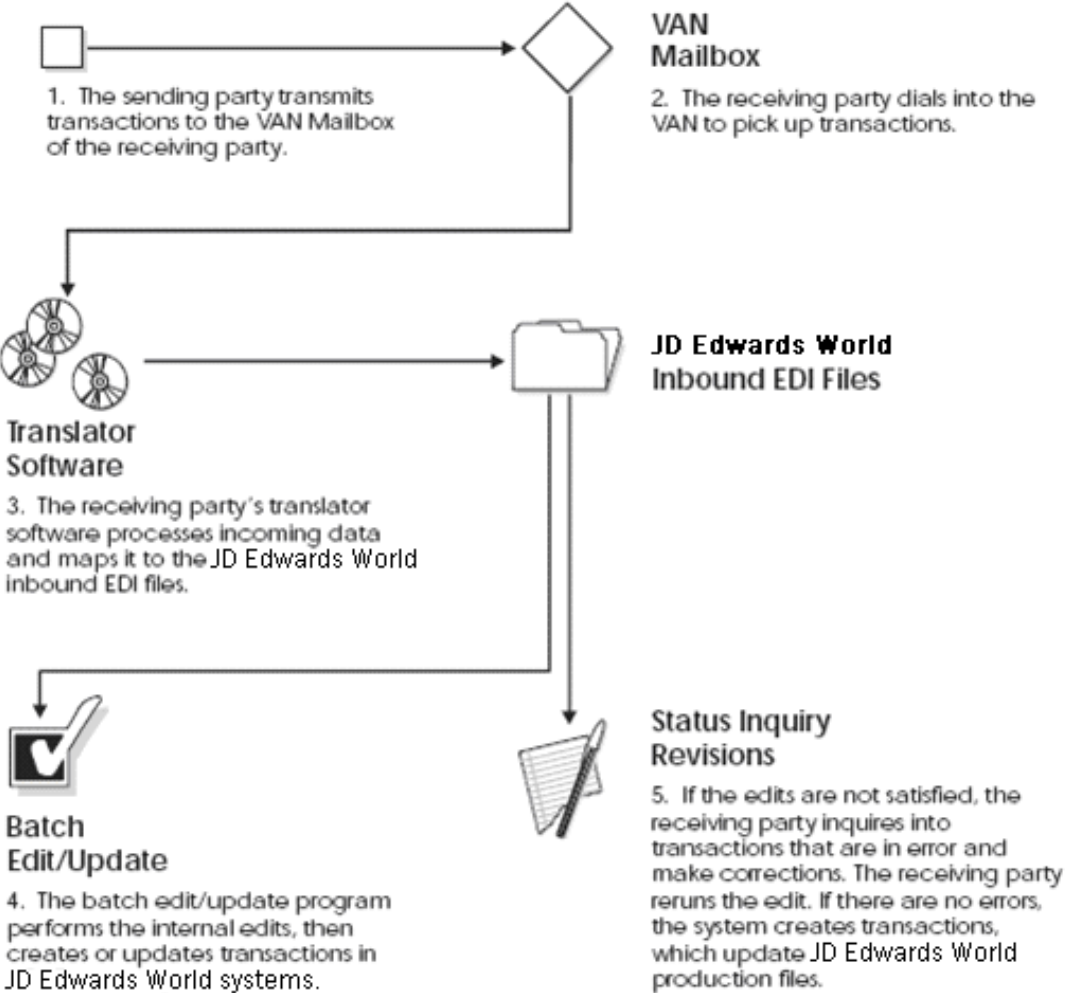 VAN
Mailbox
1. The sending party transmits
transactions to the VAN Mailbox
of the receiving party.
2. The receiving party dials into the
VAN to pick up transactions.
JD Edwards World
Inbound EDI Files
Translator
Software
3. The receiving party's translator
software processes incoming data
and maps it to the JD Edwards World
inbound EDI files.
Batch
Edit/Update
4. The batch edit/update program
performs the internal edits, then
creates or updates transactions in
JD Edwards World systems.
Status Inquiry
Revisions
5. If the edits are not satisfied, the
receiving party inquires into
transactions that are in error and
make corrections. The receiving party
reruns the edit. If there are no errors,
the system creates transactions,
which update JD Edwards World
production files.